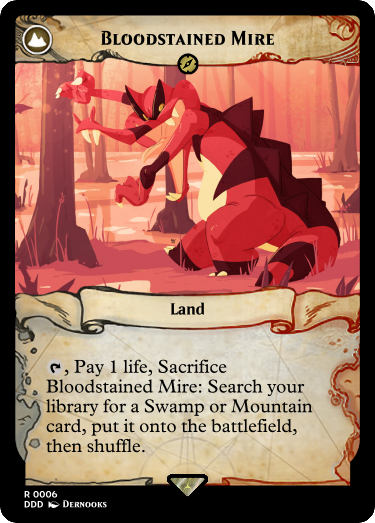 Bloodstained Mire
Land
, Pay 1 life, Sacrifice
Bloodstained Mire: Search your
library for a Swamp or Mountain
card, put it onto the battlefield,
then shuffle.
R 0006
DDD Dernooks